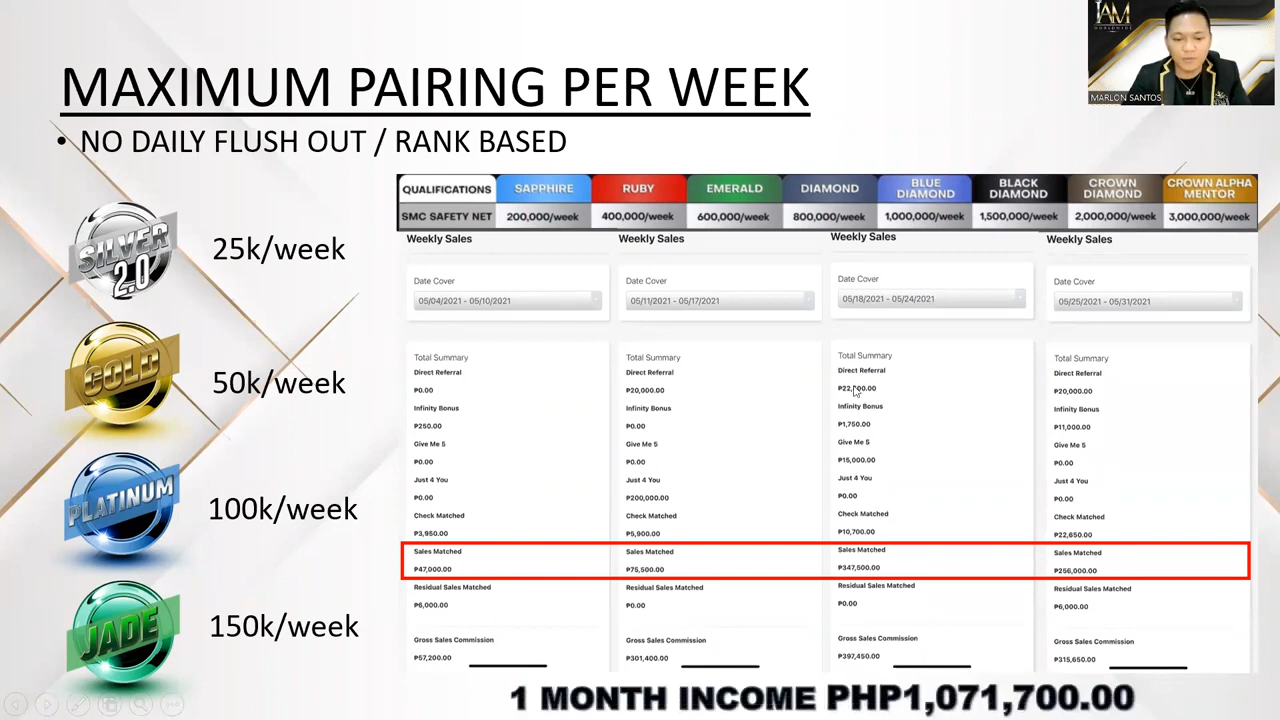 MAXIMUM PAIRING PER WEEK
• NO DAILY FLUSH OUT / RANK BASED
IAM
WORLDWIDE
MARLON SANTOS
SILVER 2.0
25k/week
GOLD
50k/week
PLATINUM
100k/week
JADE
150k/week
QUALIFICATIONS SAPPHIRE RUBY EMERALD DIAMOND BLUE DIAMOND BLACK DIAMOND CROWN DIAMOND CROWN ALPHA MENTOR
SMC SAFETY NET 200,000/week 400,000/week 600,000/week 800,000/week 1,000,000/week 1,500,000/week 2,000,000/week 3,000,000/week
Weekly Sales
Date Cover
05/04/2021 - 05/10/2021
Total Summary
Direct Referral
₱0.00
Infinity Bonus
₱250.00
Give Me 5
₱0.00
Just 4 You
₱0.00
Check Matched
₱3,950.00
Sales Matched
₱47,000.00
Residual Sales Matched
₱6,000.00
Gross Sales Commission
₱57,200.00
Weekly Sales
Date Cover
05/11/2021 - 05/17/2021
Total Summary
Direct Referral
₱20,000.00
Infinity Bonus
₱0.00
Give Me 5
₱0.00
Just 4 You
₱200,000.00
Check Matched
₱5,900.00
Sales Matched
₱75,500.00
Residual Sales Matched
₱0.00
Gross Sales Commission
₱301,400.00
Weekly Sales
Date Cover
05/18/2021 - 05/24/2021
Total Summary
Direct Referral
Infinity Bonus
₱1,750.00
Give Me 5
₱15,000.00
Just 4 You
₱0.00
Check Matched
₱10,700.00
Sales Matched
₱347,500.00
Residual Sales Matched
₱0.00
Gross Sales Commission
₱397,450.00
Weekly Sales
Date Cover
05/25/2021 - 05/31/2021
Total Summary
Direct Referral
₱20,000.00
Infinity Bonus
₱11,000.00
Give Me 5
₱0.00
Just 4 You
₱0.00
Check Matched
₱22,650.00
Sales Matched
₱256,000.00
Residual Sales Matched
₱6,000.00
Gross Sales Commission
₱315,650.00
1 MONTH INCOME PHP1,071,700.00